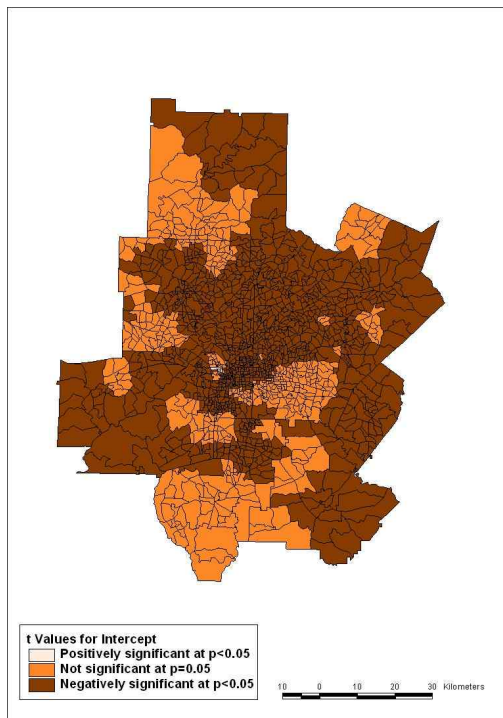 t Values for Intercept
Positively significant at p<0.05
Not significant at p=0.05
Negatively significant at p<0.05
10 0 10 20 30 Kilometers